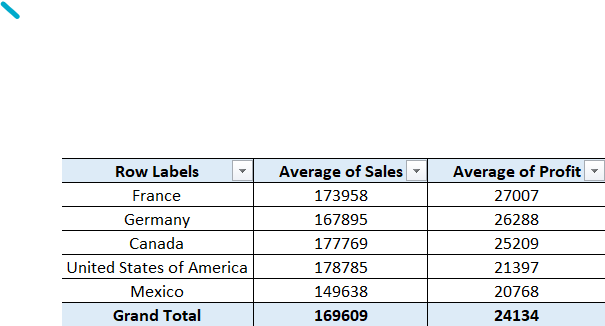 Row Labels Average of Sales Average of Profit
France 173958 27007
Germany 167895 26288
Canada 177769 25209
United States of America 178785 21397
Mexico 149638 20768
Grand Total 169609 24134